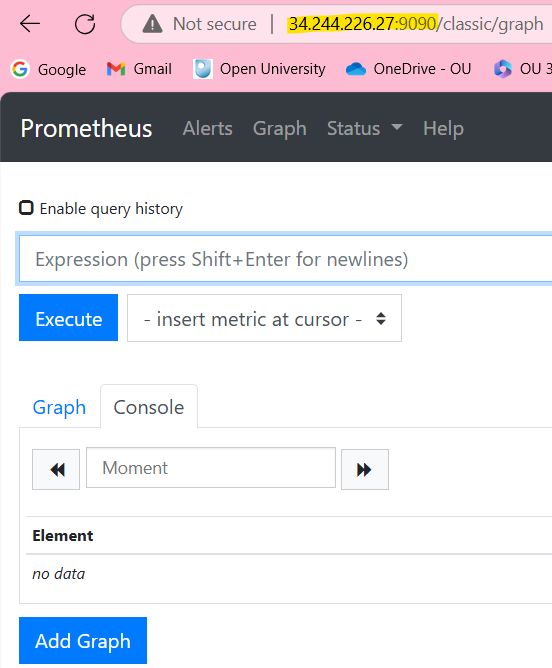 Not secure | 34.244.226.27:9090/classic/graph
Google Gmail Open University OneDrive - OU OU 3
Prometheus Alerts Graph Status Help
Enable query history
Expression (press Shift+Enter for newlines)
Execute - insert metric at cursor -
Graph Console
Moment
Element
no data
Add Graph